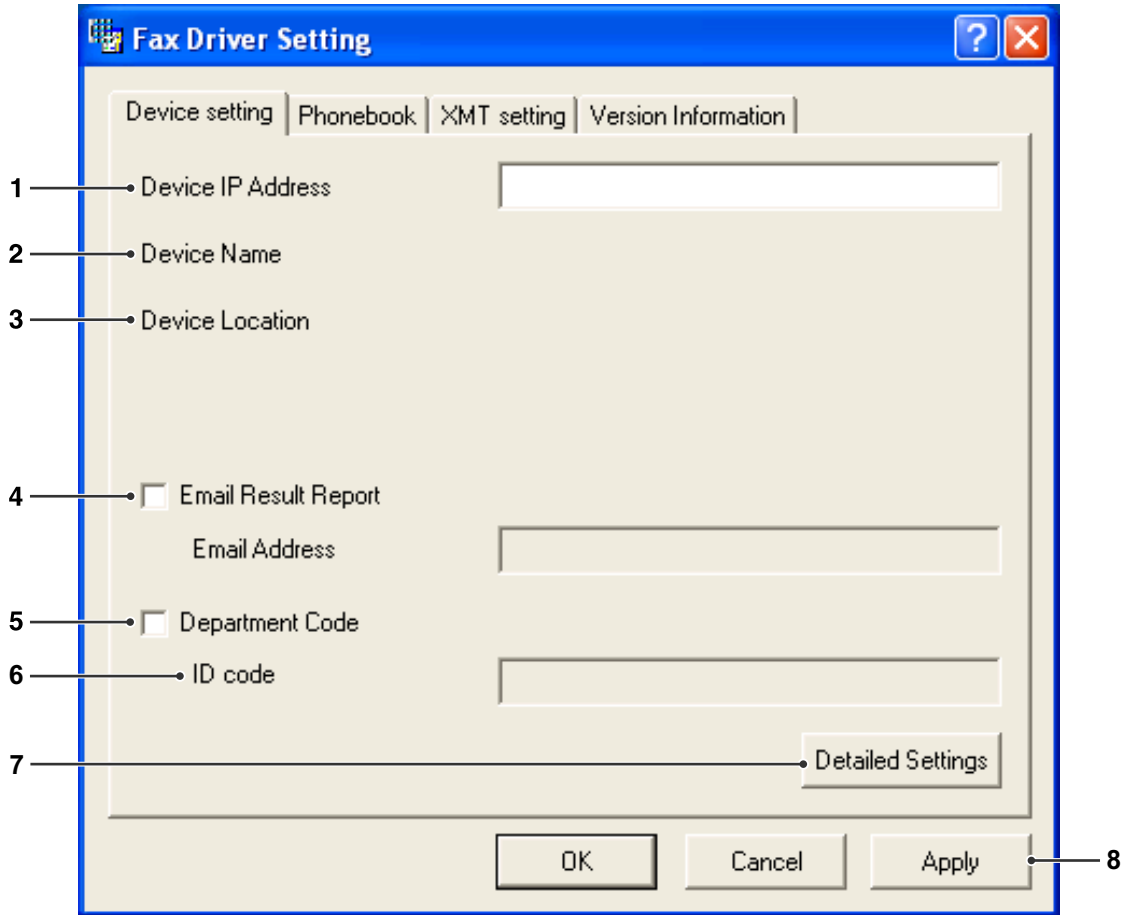 Fax Driver Setting
Device setting Phonebook XMT setting Version Information
1 Device IP Address
2 Device Name
3 Device Location
4 Email Result Report
Email Address
5 Department Code
6 ID code
7 Detailed Settings
OK Cancel Apply 8